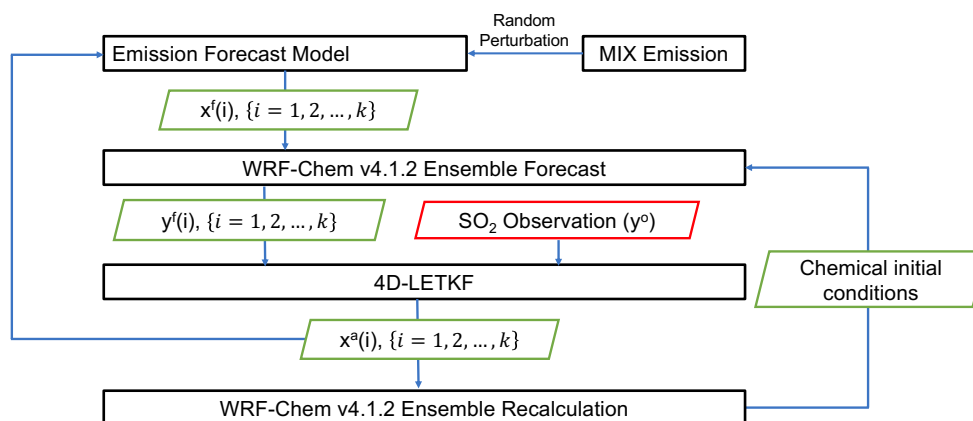 Random
Perturbation
Emission Forecast Model
MIX Emission
xᶠ(i), {𝑖 = 1, 2, …, 𝑘}
WRF-Chem v4.1.2 Ensemble Forecast
yᶠ(i), {𝑖 = 1, 2, …, 𝑘}
SO₂ Observation (yᵒ)
4D-LETKF
Chemical initial
conditions
xᵃ(i), {𝑖 = 1, 2, …, 𝑘}
WRF-Chem v4.1.2 Ensemble Recalculation